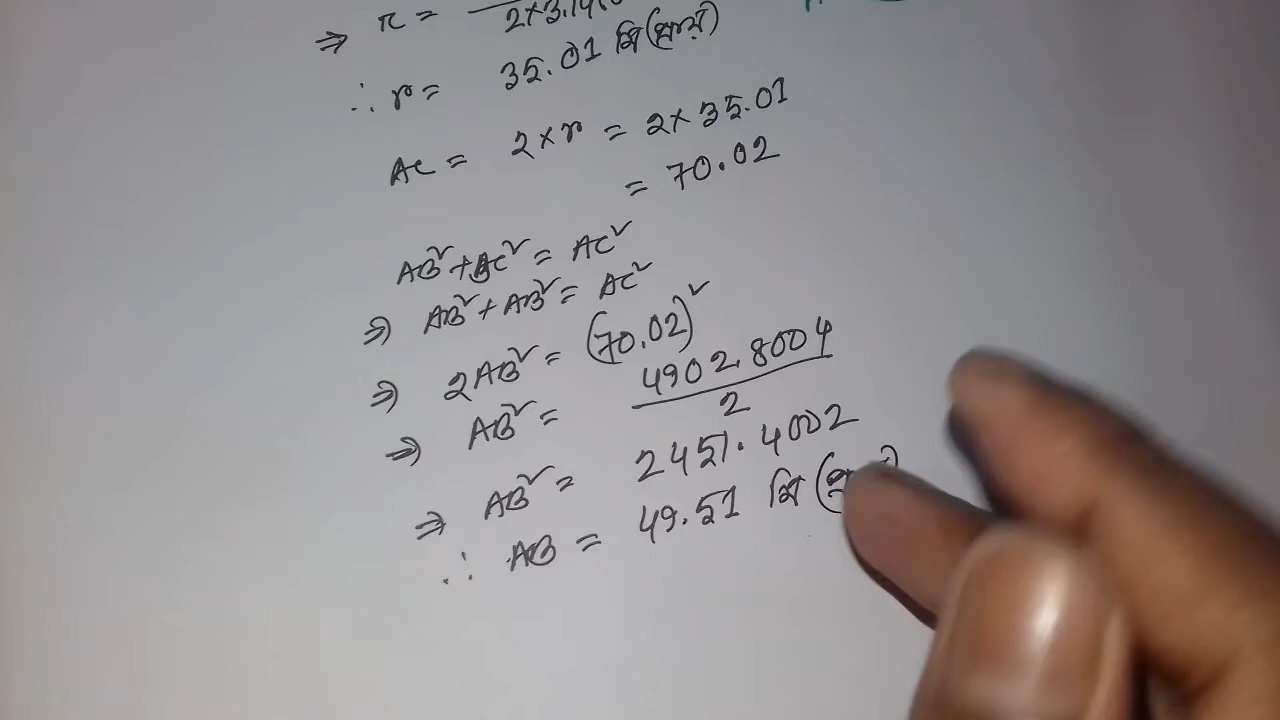 ⇒ r = 2×3.14
∴ r = 35.01 মি (প্রায়)
AC = 2×r = 2×35.01
= 70.02
AB² + BC² = AC²
⇒ AB² + AB² = AC²
⇒ 2AB² = (70.02)²
⇒ AB² = 4902.8004 / 2
⇒ AB² = 2451.4002
∴ AB = 49.51 মি